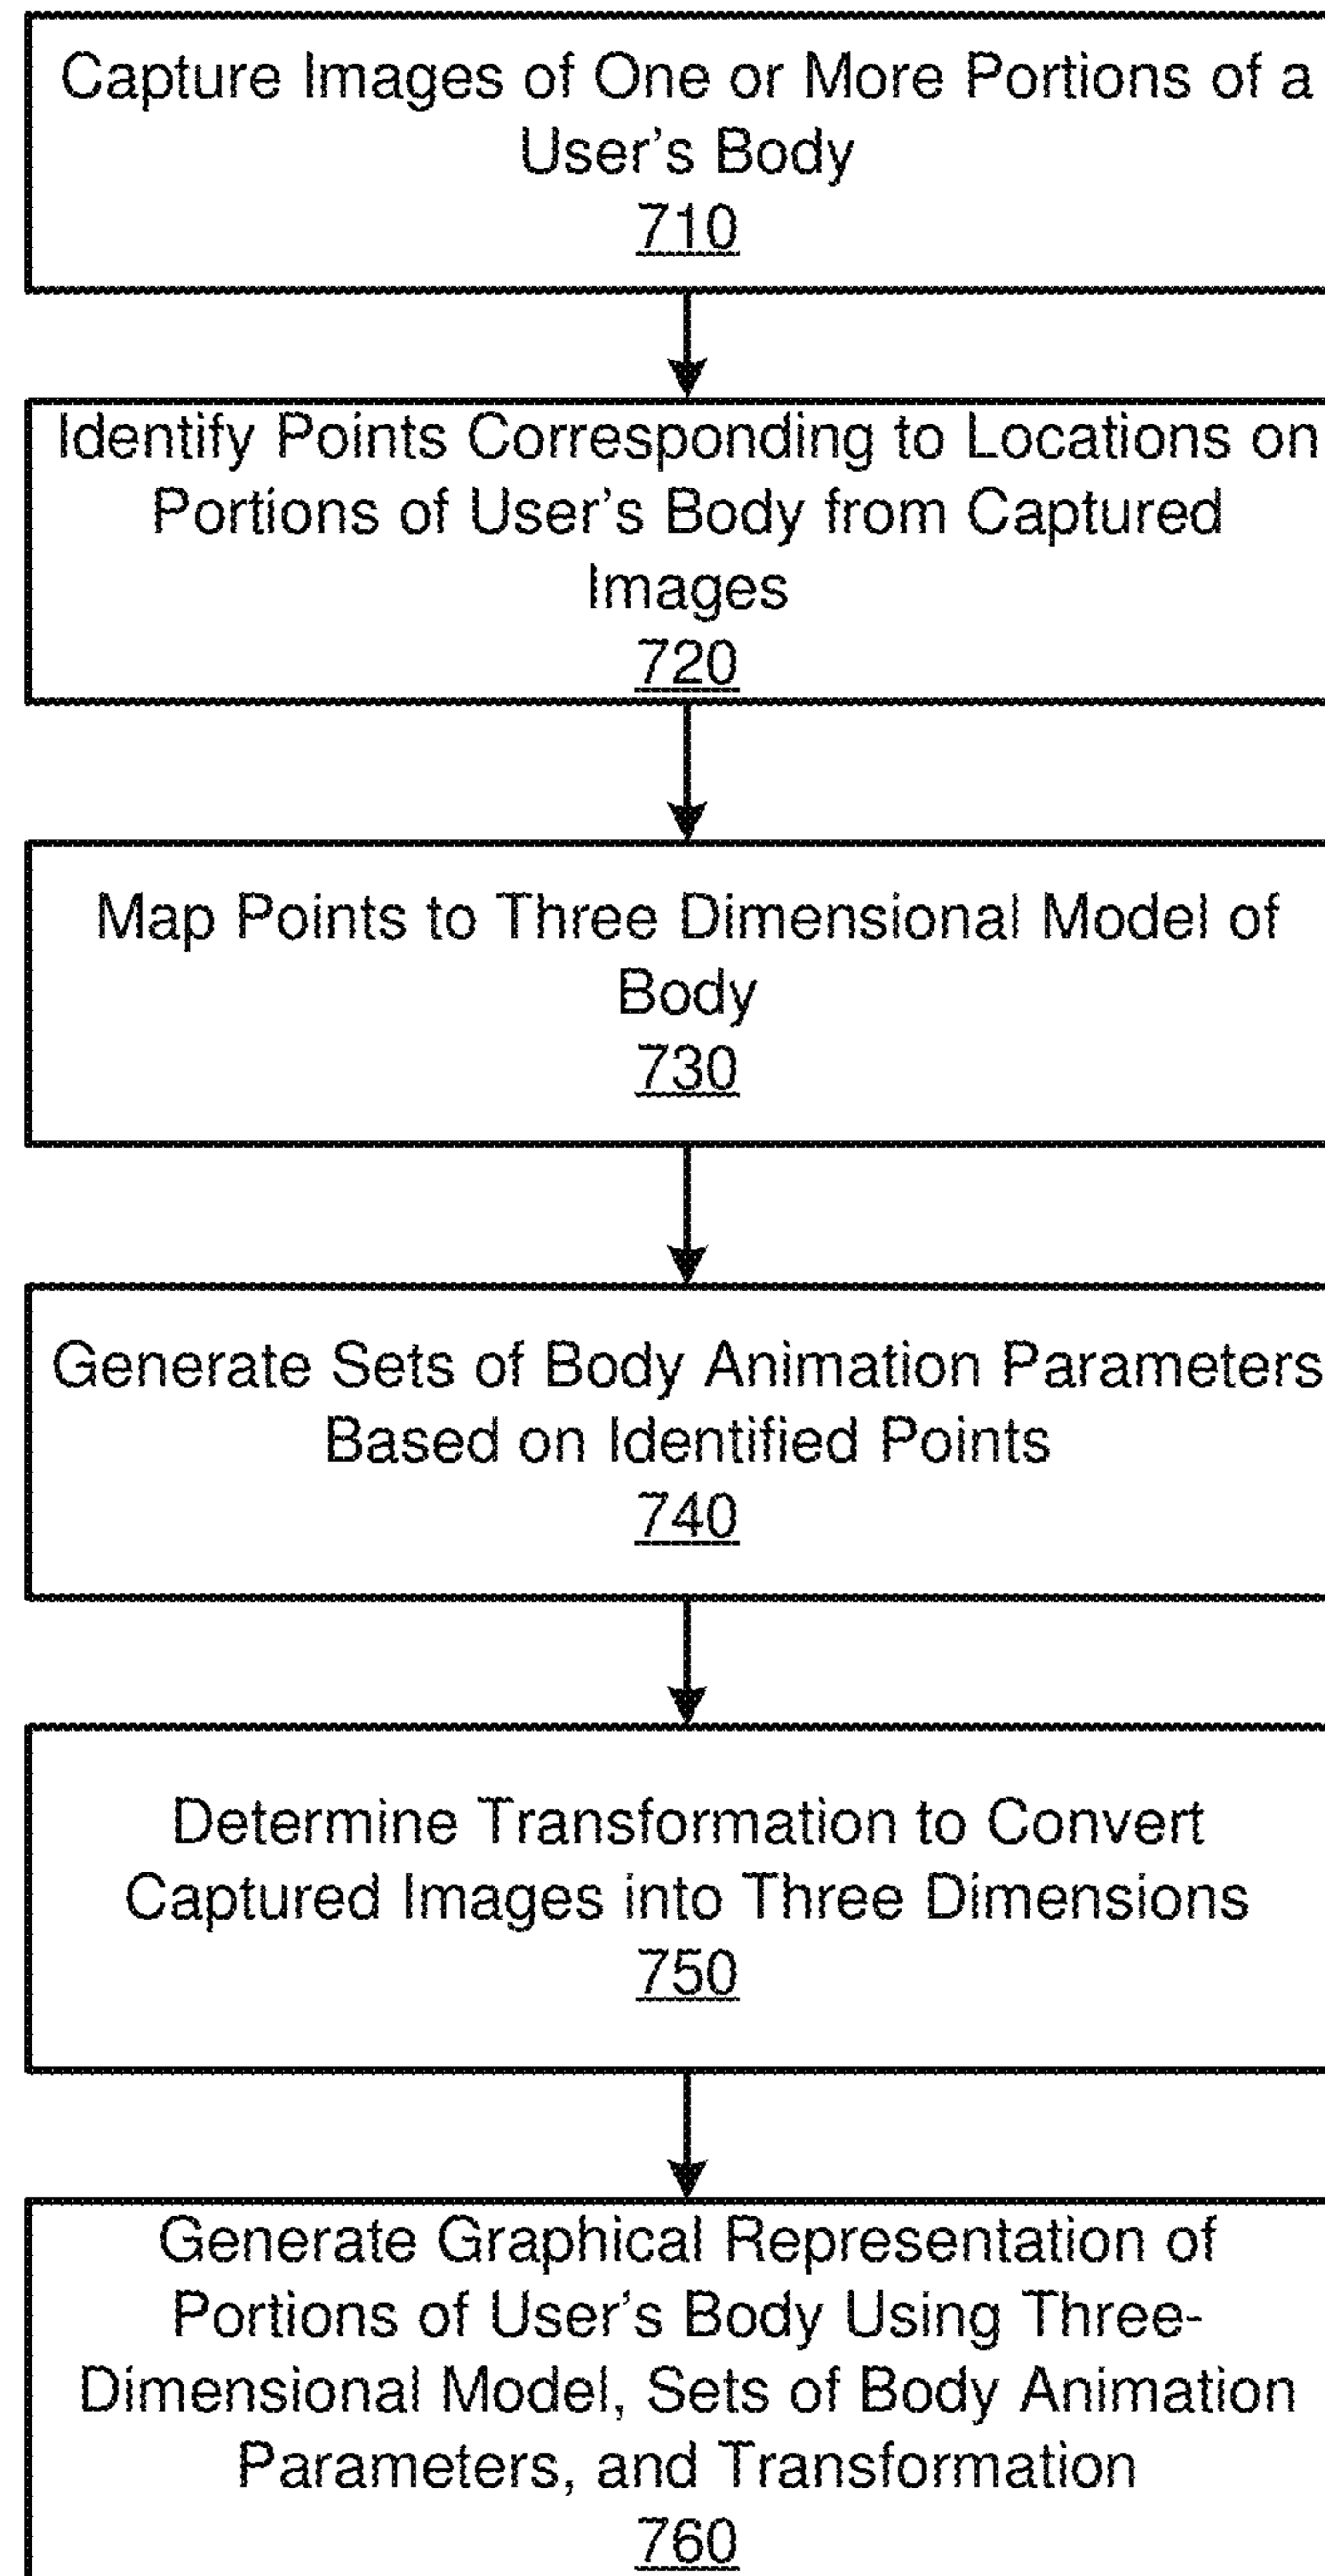 Capture Images of One or More Portions of a
User's Body
710
Identify Points Corresponding to Locations on
Portions of User's Body from Captured
Images
720
Map Points to Three Dimensional Model of
Body
730
Generate Sets of Body Animation Parameters
Based on Identified Points
740
Determine Transformation to Convert
Captured Images into Three Dimensions
750
Generate Graphical Representation of
Portions of User's Body Using Three-
Dimensional Model, Sets of Body Animation
Parameters, and Transformation
760